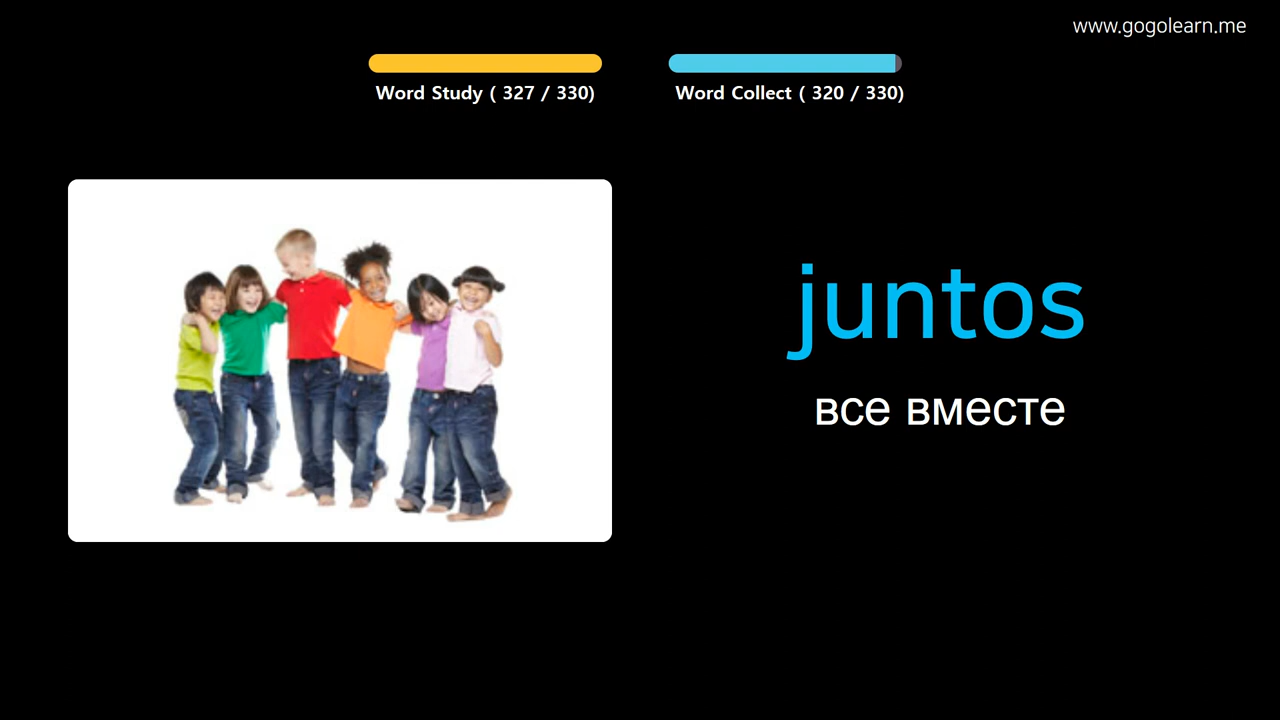 www.gogolearn.me
Word Study ( 327 / 330)
Word Collect ( 320 / 330)
juntos
все вместе